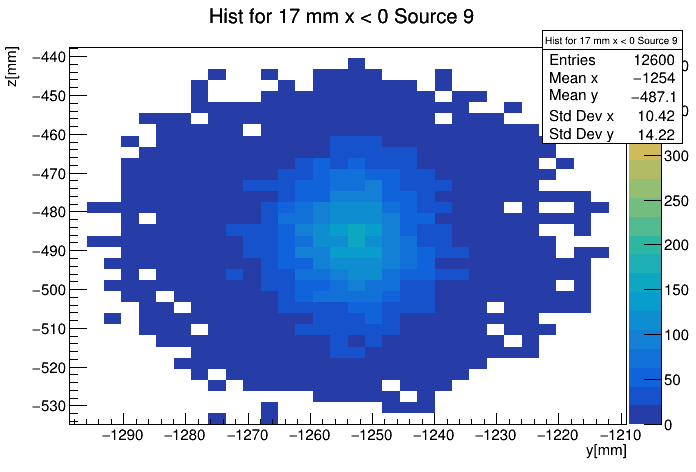 Hist for 17 mm x < 0 Source 9
Hist for 17 mm x < 0 Source 9
Entries 12600
Mean x −1254
Mean y −487.1
Std Dev x 10.42
Std Dev y 14.22
z[mm]
−440
−450
−460
−470
−480
−490
−500
−510
−520
−530
300
250
200
150
100
50
0
−1290 −1280 −1270 −1260 −1250 −1240 −1230 −1220 −1210
y[mm]